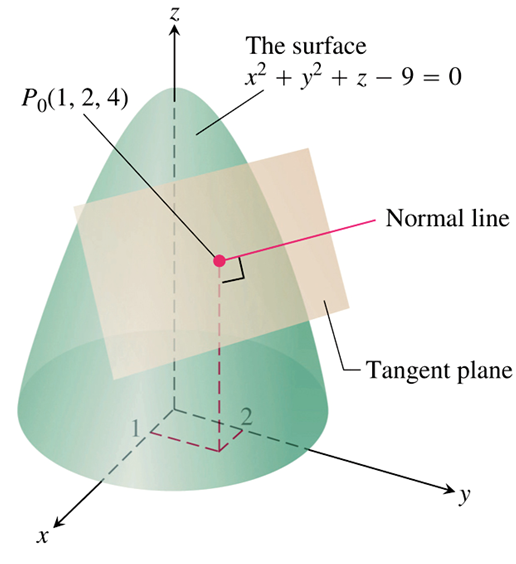 z
The surface
x² + y² + z − 9 = 0
P₀(1, 2, 4)
Normal line
Tangent plane
1
2
y
x